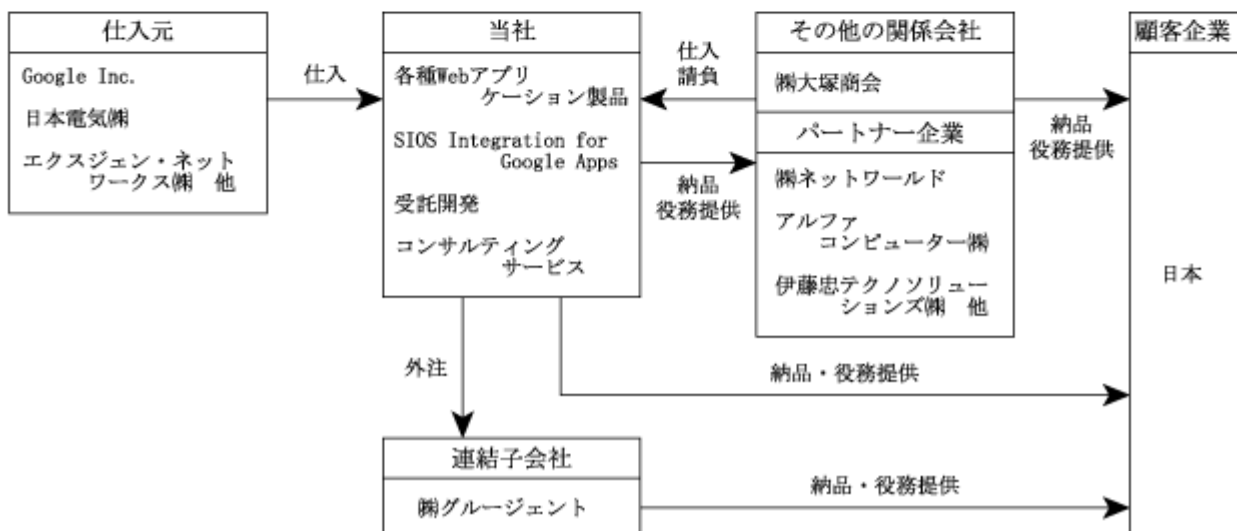 仕入元
Google Inc.
日本電気㈱
エクスジェン・ネット
ワークス㈱ 他
仕入
当社
各種Webアプリ
ケーション製品
SIOS Integration for
Google Apps
受託開発
コンサルティング
サービス
仕入
請負
納品
役務提供
その他の関係会社
㈱大塚商会
パートナー企業
㈱ネットワールド
アルファ
コンピューター㈱
伊藤忠テクノソリュー
ションズ㈱ 他
納品
役務提供
顧客企業
日本
外注
納品・役務提供
連結子会社
㈱グルージェント
納品・役務提供